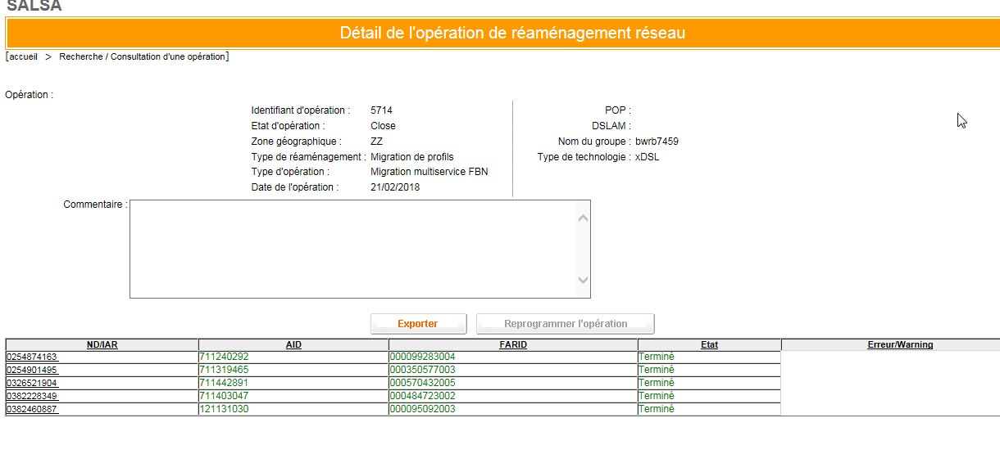 SALSA
Détail de l'opération de réaménagement réseau
[accueil > Recherche / Consultation d'une opération]
Opération :
Identifiant d'opération : 5714 POP :
Etat d'opération : Close DSLAM :
Zone géographique : ZZ Nom du groupe : bwrb7459
Type de réaménagement : Migration de profils Type de technologie : xDSL
Type d'opération : Migration multiservice FBN
Date de l'opération : 21/02/2018
Commentaire :
Exporter Reprogrammer l'opération
ND/IAR AID FARID Etat Erreur/Warning
0254874163 711240292 000099283004 Terminé
0254901495 711319465 000350577003 Terminé
0326521904 711442891 000570432005 Terminé
0382228349 711403047 000484723002 Terminé
0382460887 121131030 000095092003 Terminé